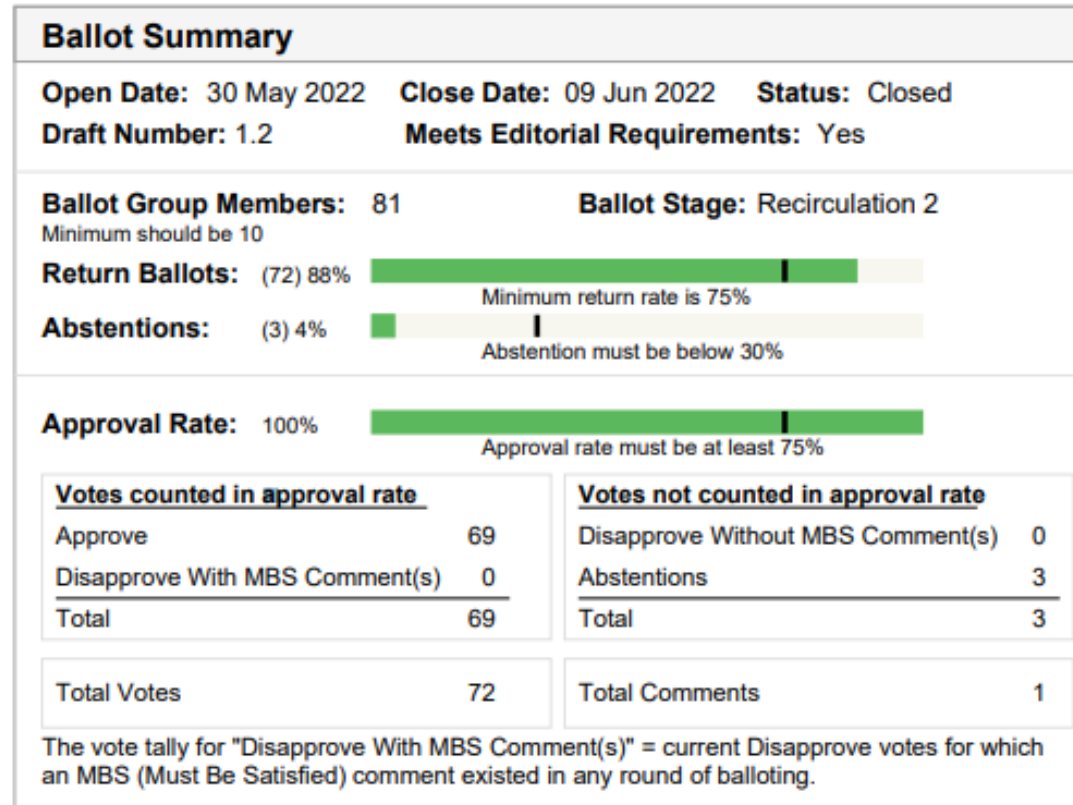 Ballot Summary
Open Date: 30 May 2022 Close Date: 09 Jun 2022 Status: Closed
Draft Number: 1.2 Meets Editorial Requirements: Yes
Ballot Group Members: 81 Ballot Stage: Recirculation 2
Minimum should be 10
Return Ballots: (72) 88%
Minimum return rate is 75%
Abstentions: (3) 4%
Abstention must be below 30%
Approval Rate: 100%
Approval rate must be at least 75%
Votes counted in approval rate
Approve 69
Disapprove With MBS Comment(s) 0
Total 69
Votes not counted in approval rate
Disapprove Without MBS Comment(s) 0
Abstentions 3
Total 3
Total Votes 72
Total Comments 1
The vote tally for "Disapprove With MBS Comment(s)" = current Disapprove votes for which
an MBS (Must Be Satisfied) comment existed in any round of balloting.